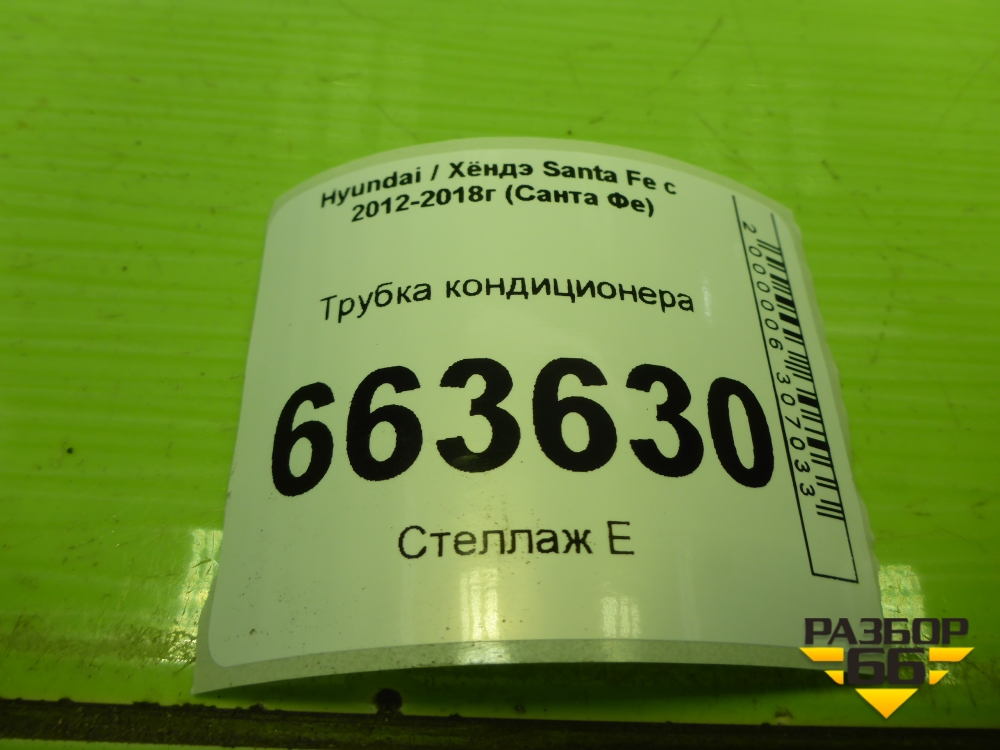 Hyundai / Хёндэ Santa Fe с
2012-2018г (Санта Фе)
Трубка кондиционера
663630
Стеллаж Е
2000006307033
РАЗБОР
66